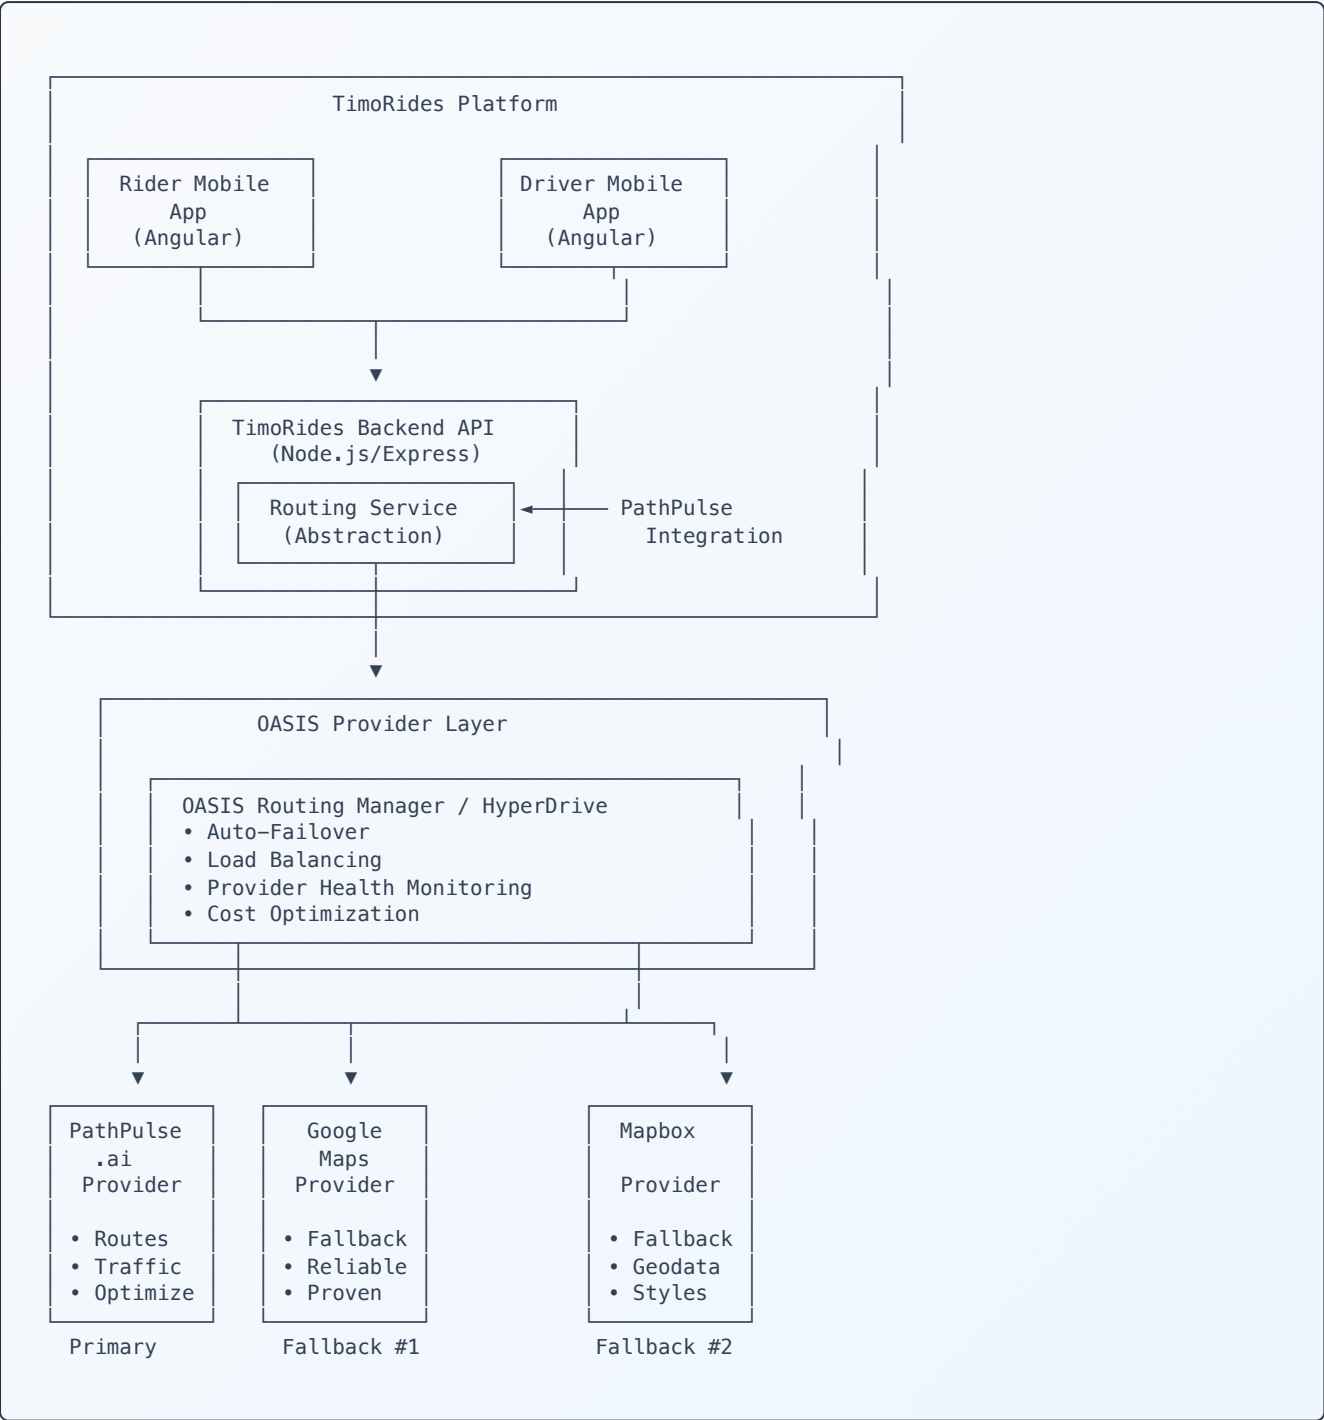 TimoRides Platform
Rider Mobile
App
(Angular)
Driver Mobile
App
(Angular)
TimoRides Backend API
(Node.js/Express)
Routing Service
(Abstraction)
PathPulse
Integration
OASIS Provider Layer
OASIS Routing Manager / HyperDrive
• Auto-Failover
• Load Balancing
• Provider Health Monitoring
• Cost Optimization
PathPulse
.ai
Provider
• Routes
• Traffic
• Optimize
Primary
Google
Maps
Provider
• Fallback
• Reliable
• Proven
Fallback #1
Mapbox
Provider
• Fallback
• Geodata
• Styles
Fallback #2